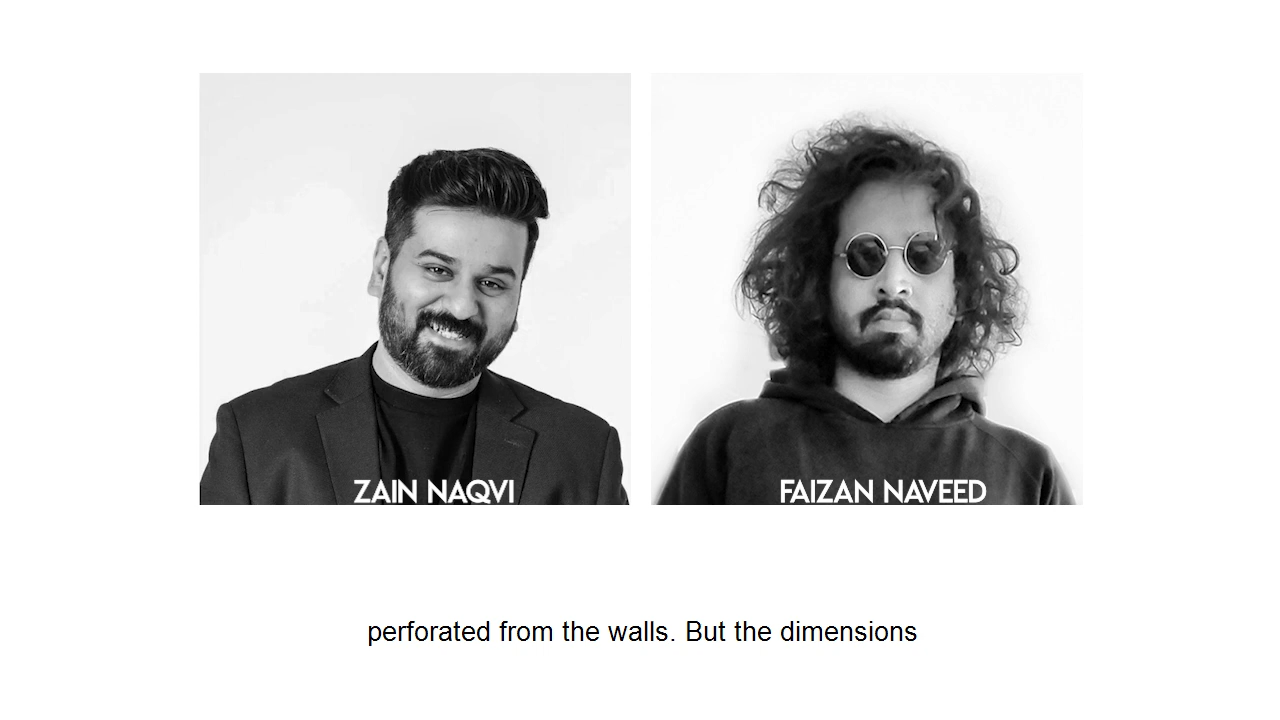 ZAIN NAQVI
FAIZAN NAVEED
perforated from the walls. But the dimensions